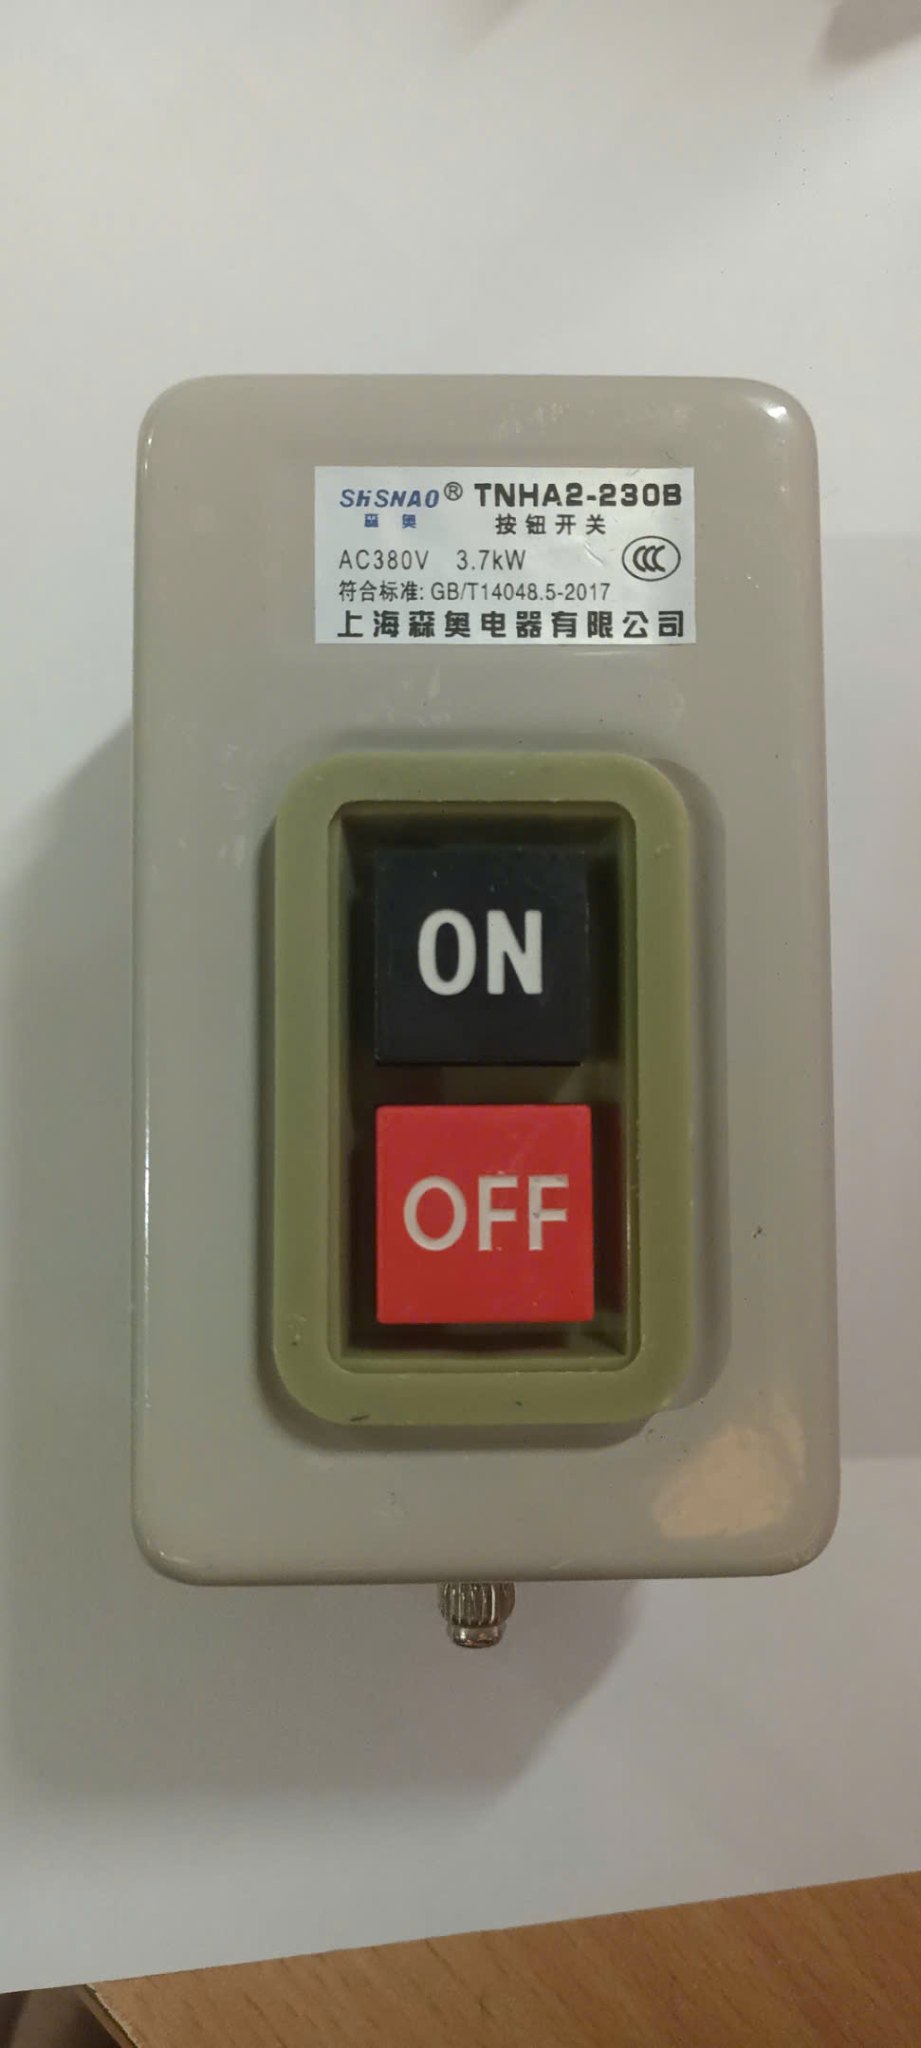 SHSNAO® TNHA2-230B
森奥 按钮开关
AC380V 3.7kW CCC
符合标准: GB/T14048.5-2017
上海森奥电器有限公司
ON
OFF